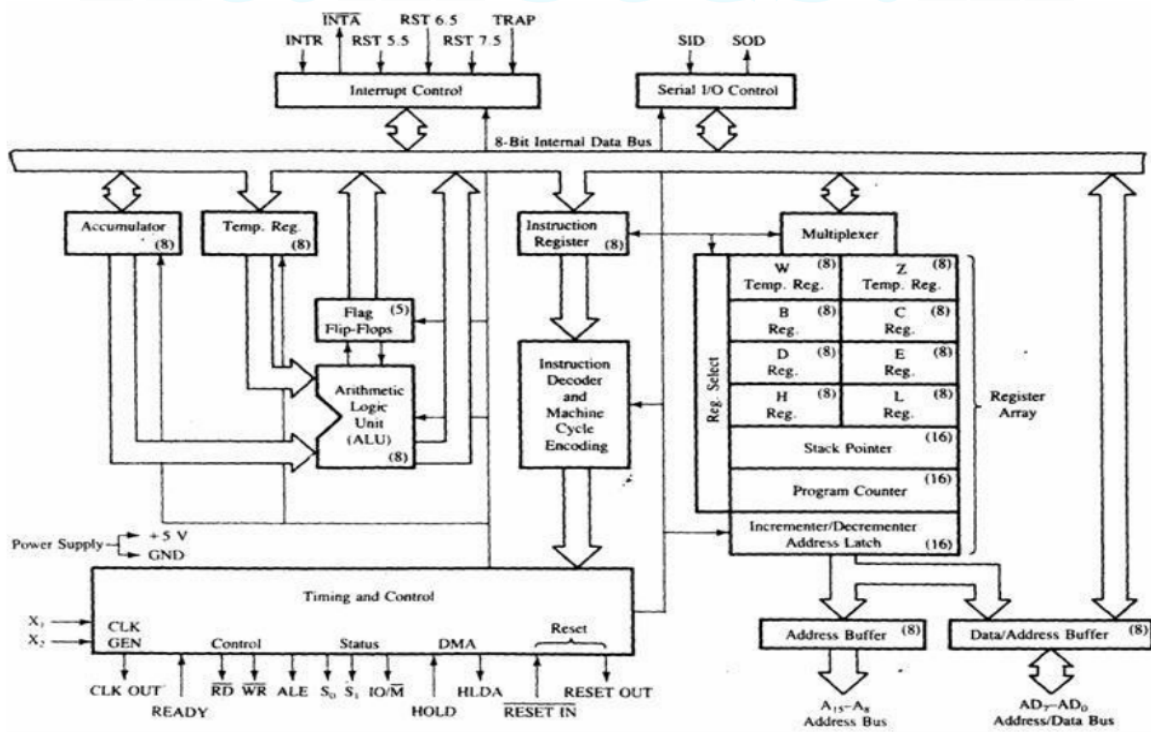 INTA
RST 6.5
TRAP
INTR
RST 5.5
RST 7.5
SID
SOD
Interrupt Control
Serial I/O Control
8-Bit Internal Data Bus
Accumulator
(8)
Temp. Reg.
(8)
Instruction
Register
(8)
Multiplexer
Flag
(5)
Flip-Flops
Arithmetic
Logic
Unit
(ALU)
(8)
Instruction
Decoder
and
Machine
Cycle
Encoding
Reg. Select
W
(8)
Temp. Reg.
Z
(8)
Temp. Reg.
B
(8)
Reg.
C
(8)
Reg.
D
(8)
Reg.
E
(8)
Reg.
H
(8)
Reg.
L
(8)
Reg.
Stack Pointer
(16)
Program Counter
(16)
Incrementer/Decrementer
Address Latch
(16)
Register
Array
Power Supply
+5 V
GND
Timing and Control
X₁
X₂
CLK
GEN
Control
Status
DMA
Reset
CLK OUT
READY
RD
WR
ALE
S₀
S₁
IO/M
HOLD
HLDA
RESET IN
RESET OUT
Address Buffer
(8)
Data/Address Buffer
(8)
A₁₅–A₈
Address Bus
AD₇–AD₀
Address/Data Bus